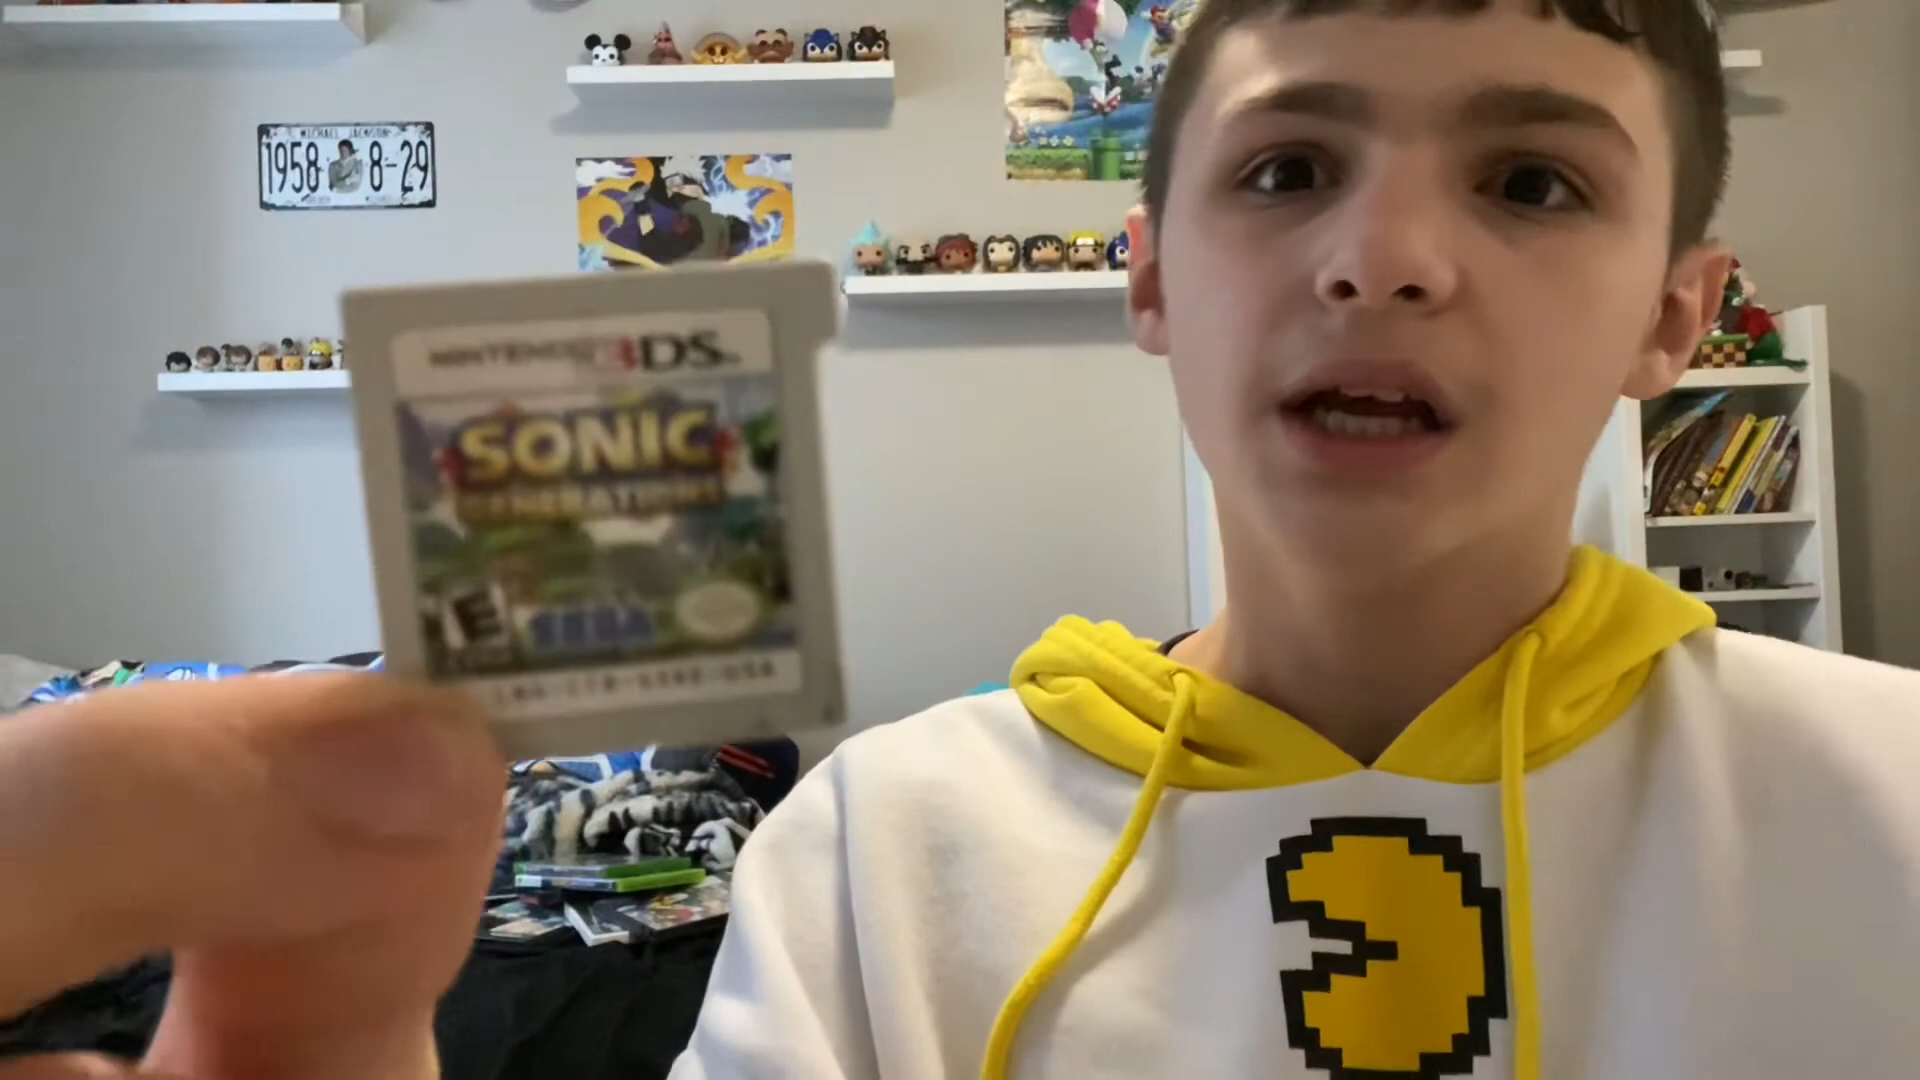 MICHAEL JACKSON
1958 8-29
NINTENDO 3DS
SONIC
GENERATIONS
E
SEGA